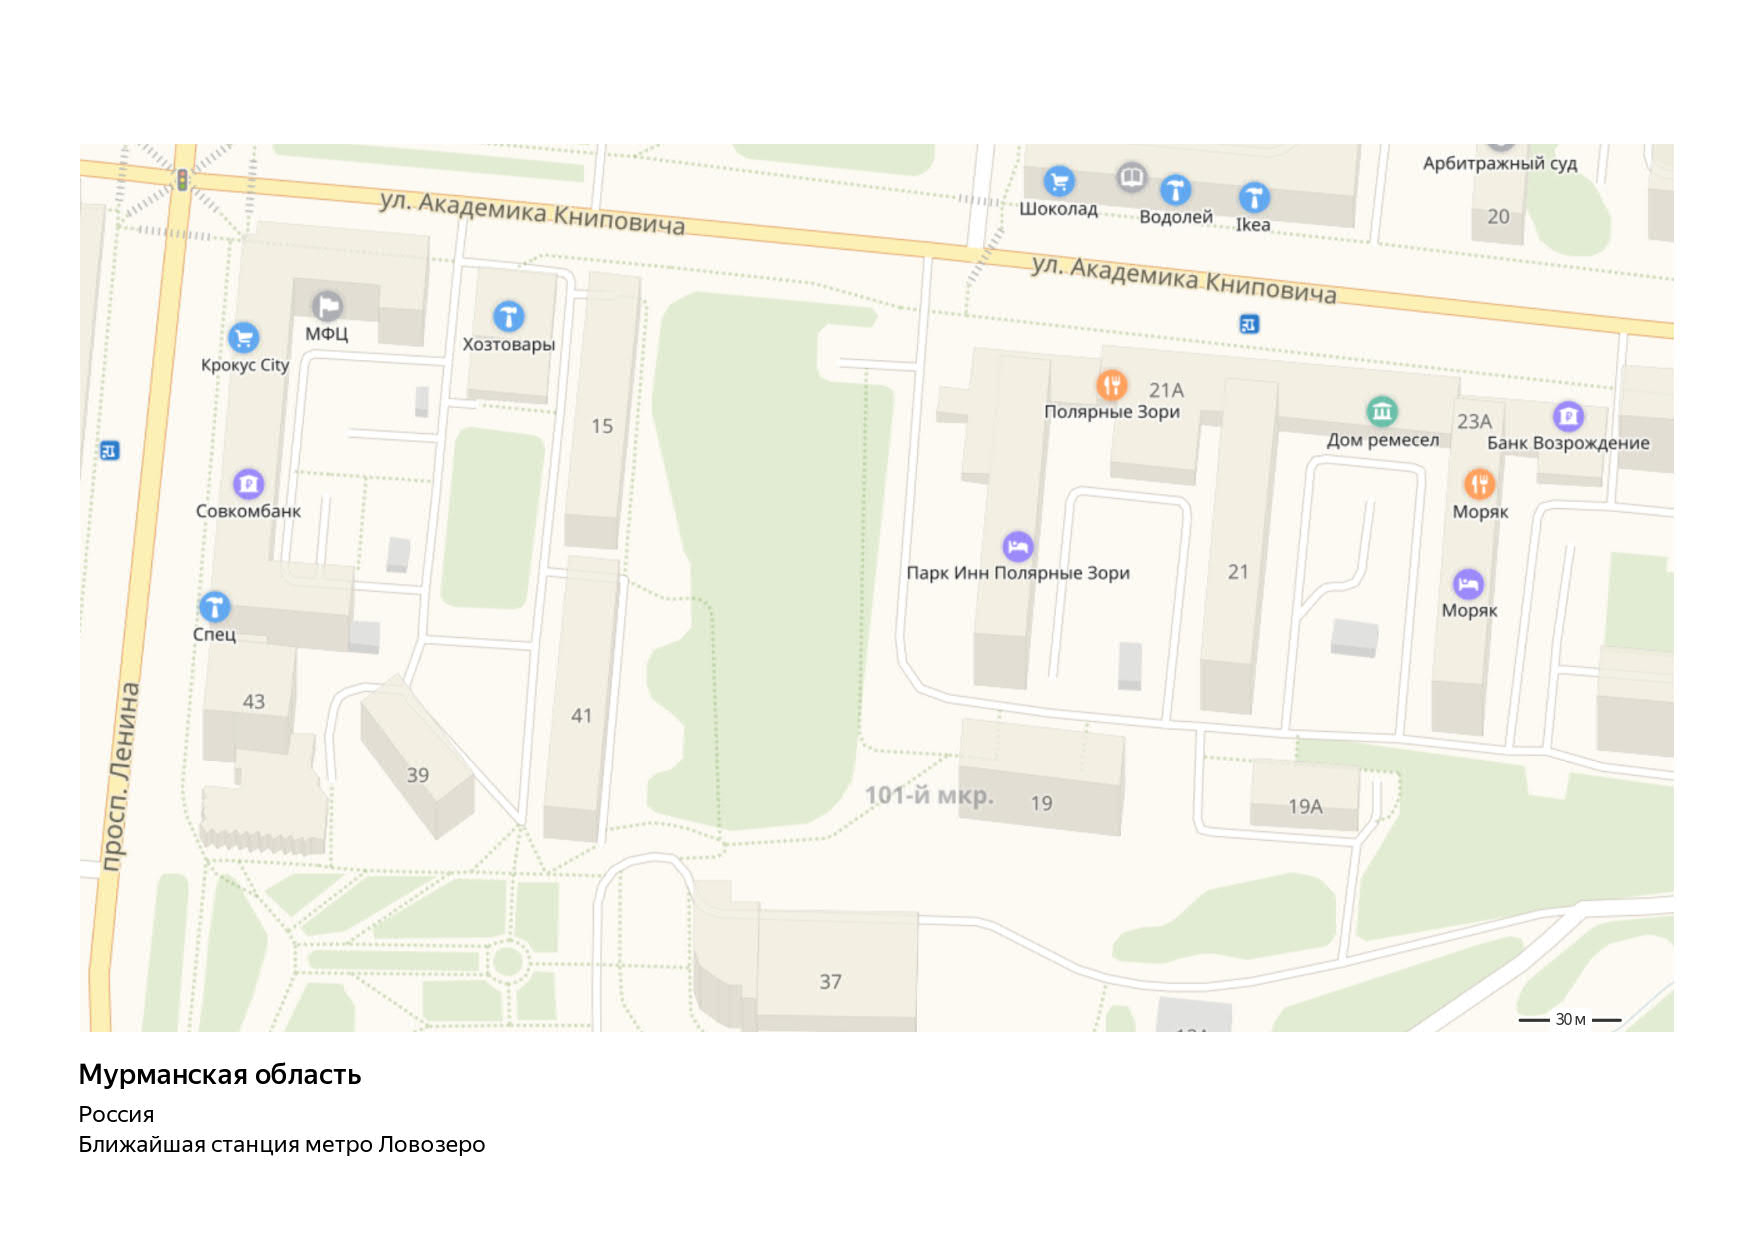 Арбитражный суд
ул. Академика Книповича
Шоколад
Водолей
Ikea
20
ул. Академика Книповича
МФЦ
Хозтовары
Крокус City
21А
Полярные Зори
15
23А
Дом ремесел
Банк Возрождение
Совкомбанк
Моряк
Парк Инн Полярные Зори
21
Моряк
Спец
43
41
просп. Ленина
39
101-й мкр.
19
19А
37
30 м
Мурманская область
Россия
Ближайшая станция метро Ловозеро